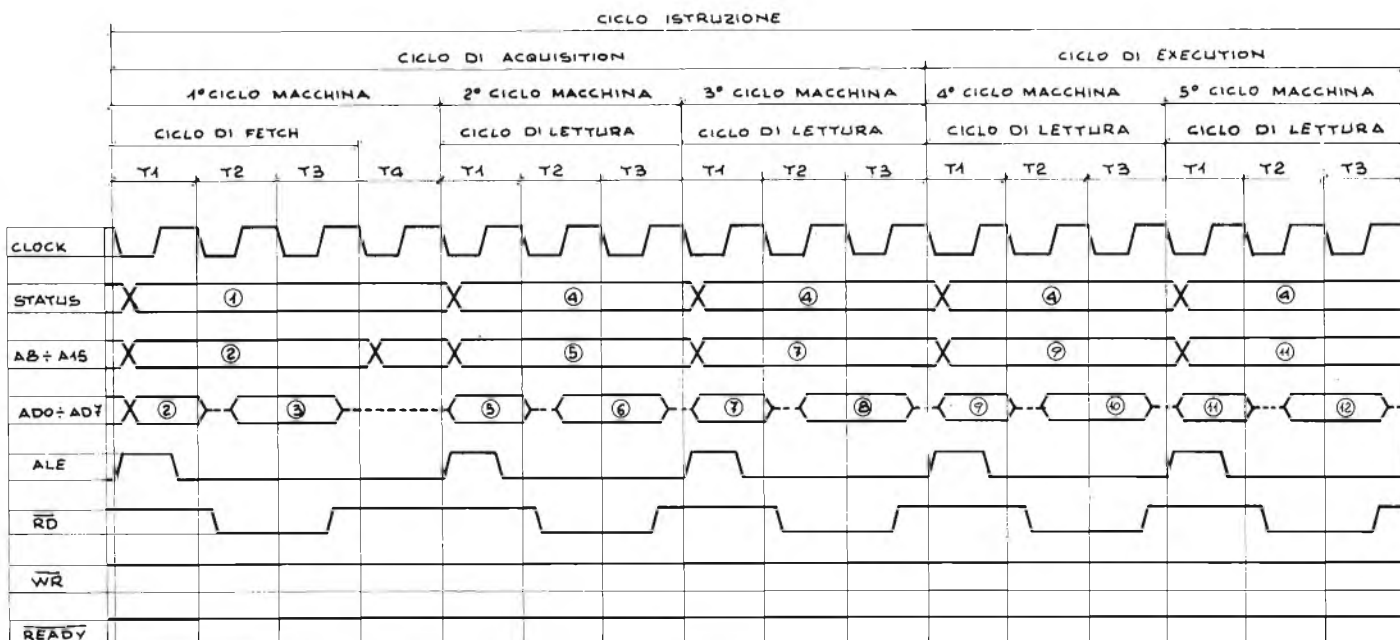 CICLO ISTRUZIONE
CICLO DI ACQUISITION CICLO DI EXECUTION
1° CICLO MACCHINA 2° CICLO MACCHINA 3° CICLO MACCHINA 4° CICLO MACCHINA 5° CICLO MACCHINA
CICLO DI FETCH CICLO DI LETTURA CICLO DI LETTURA CICLO DI LETTURA CICLO DI LETTURA
T1 T2 T3 T4 T1 T2 T3 T1 T2 T3 T1 T2 T3 T1 T2 T3
CLOCK
STATUS ① ④ ④ ④ ④
A8÷A15 ② ⑤ ⑦ ⑨ ⑪
AD0÷AD7 ② ③ ⑤ ⑥ ⑦ ⑧ ⑨ ⑩ ⑪ ⑫
ALE
R̅D̅
W̅R̅
R̅E̅A̅D̅Y̅